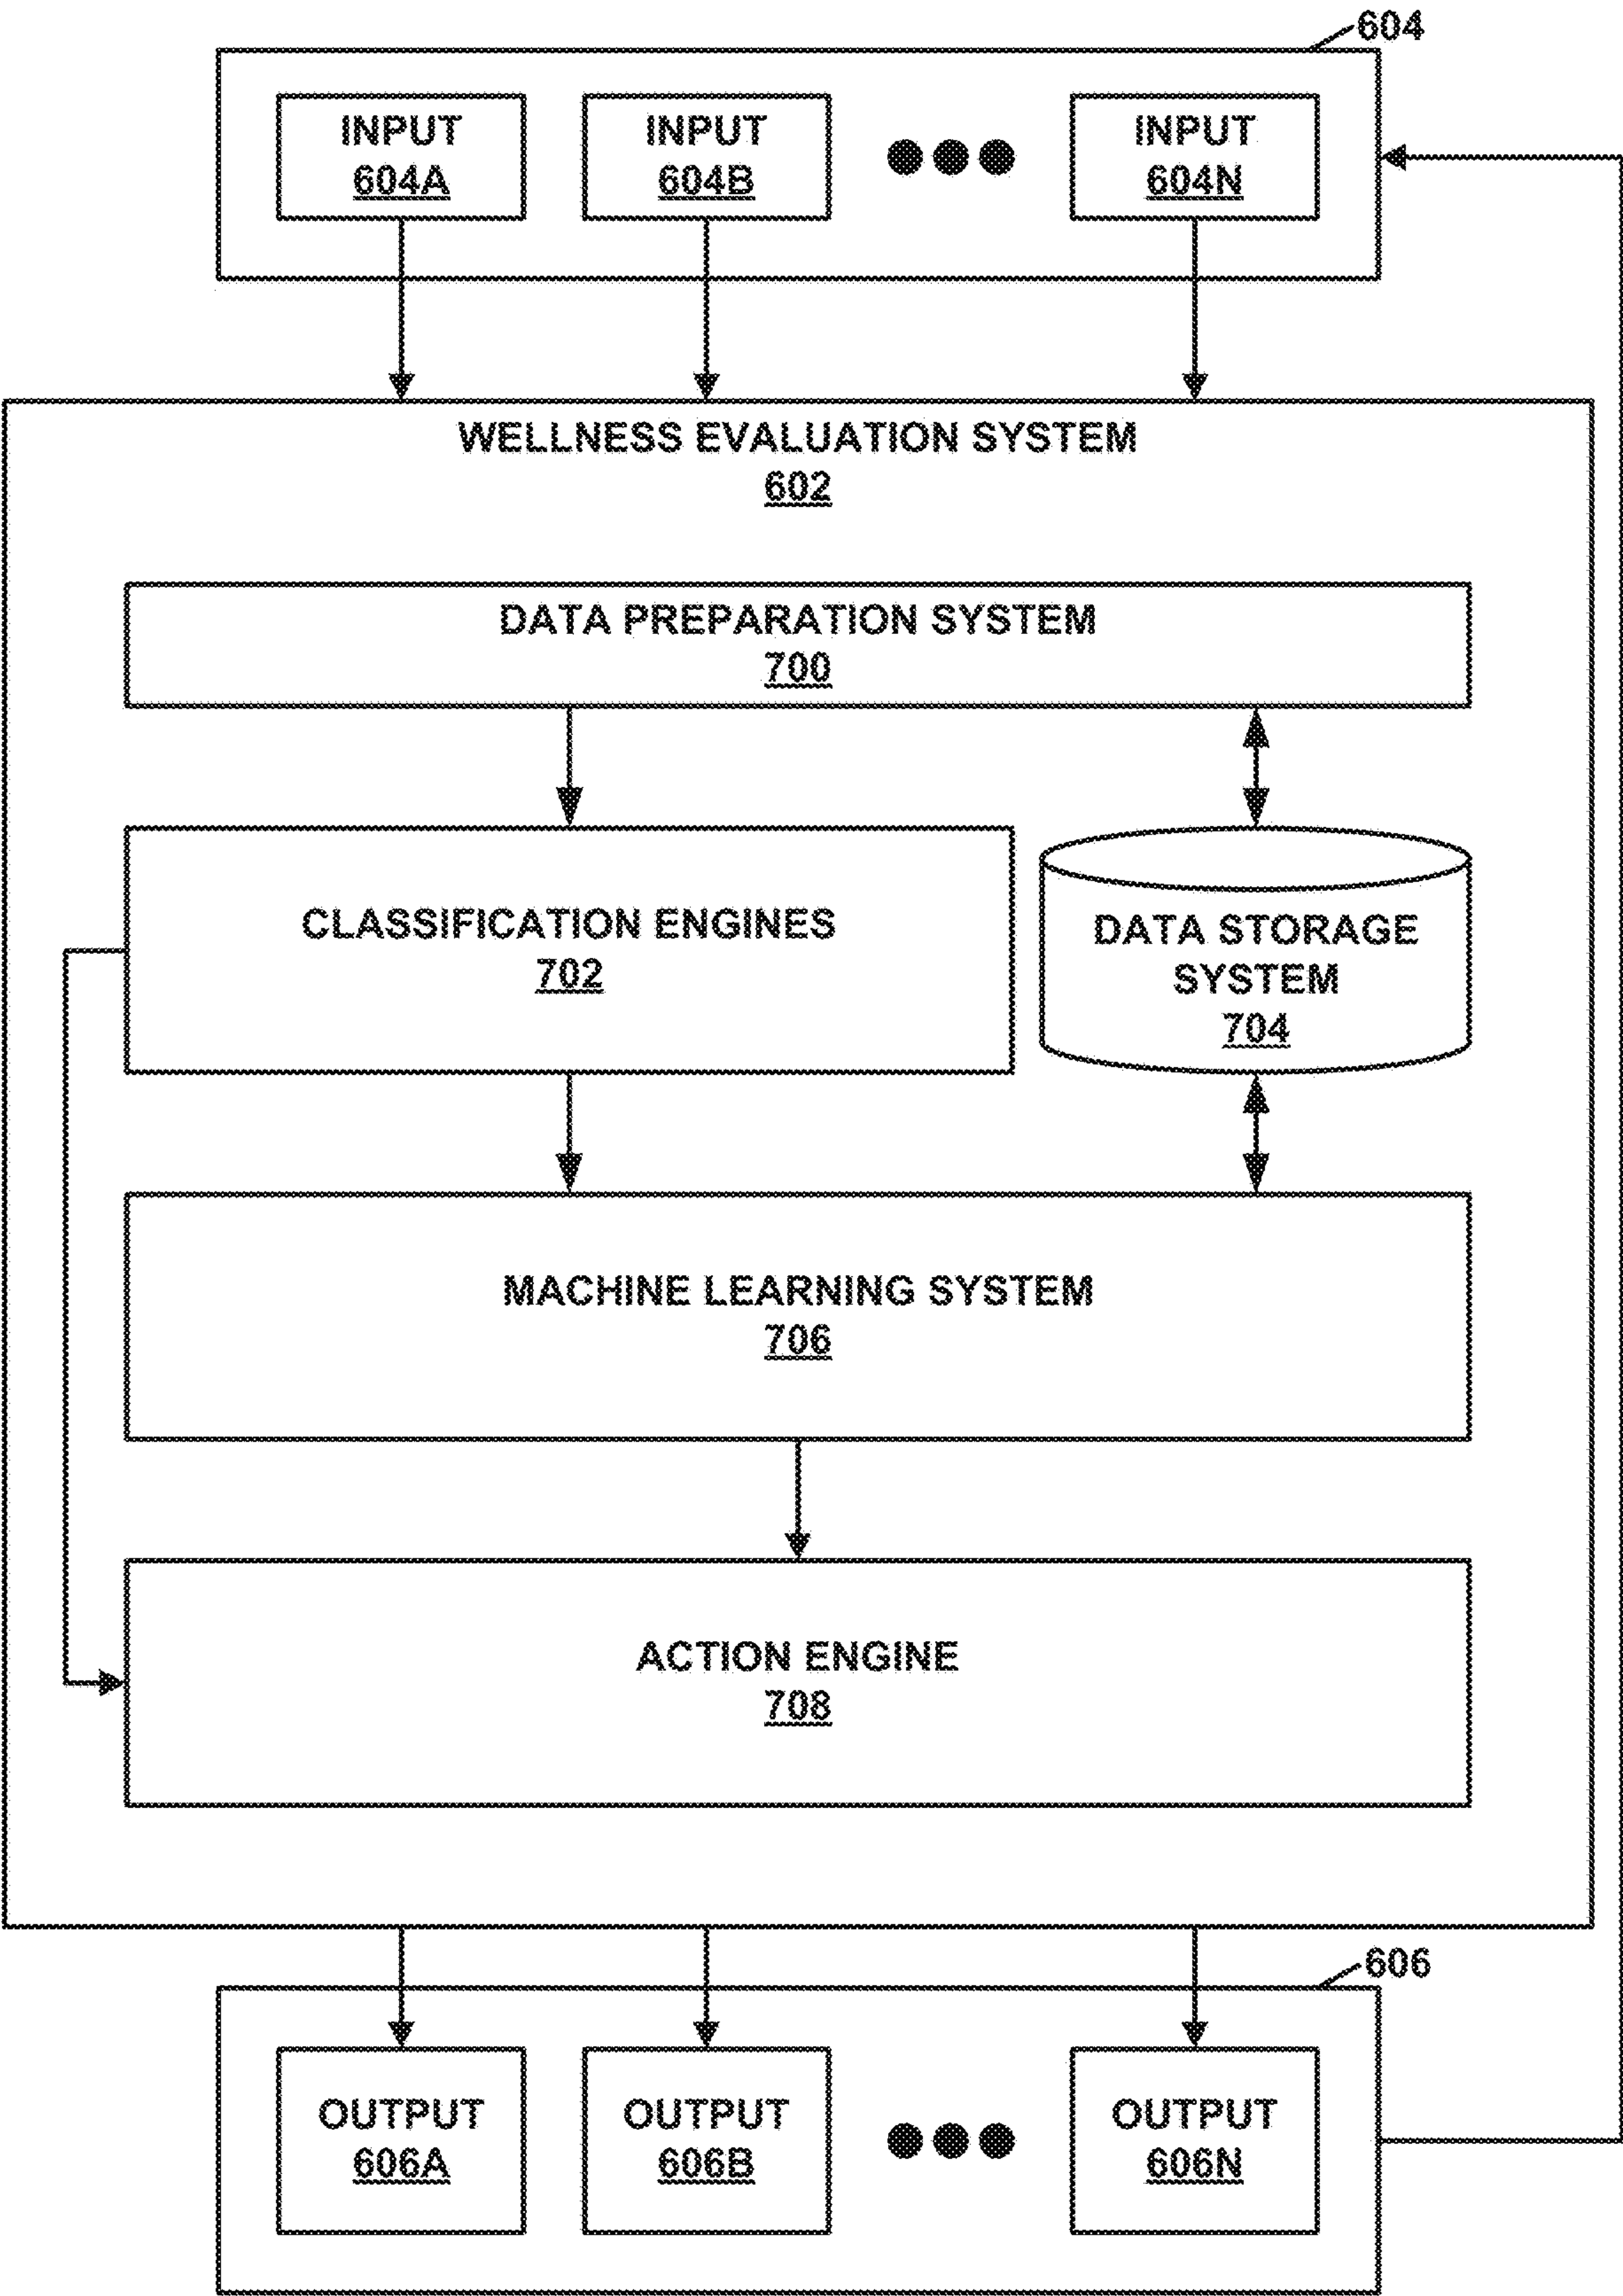 604
INPUT
604A
INPUT
604B
INPUT
604N
WELLNESS EVALUATION SYSTEM
602
DATA PREPARATION SYSTEM
700
CLASSIFICATION ENGINES
702
DATA STORAGE
SYSTEM
704
MACHINE LEARNING SYSTEM
706
ACTION ENGINE
708
606
OUTPUT
606A
OUTPUT
606B
OUTPUT
606N